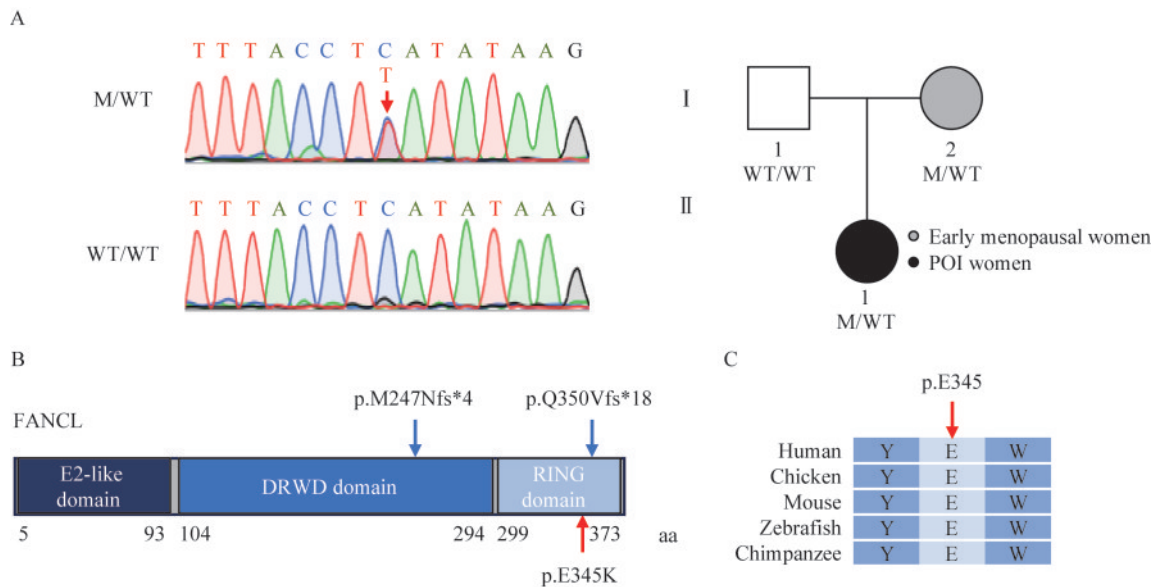 A
T T T A C C T C A T A T A A G
T
M/WT
T T T A C C T C A T A T A A G
WT/WT
I
1
WT/WT
2
M/WT
II
Early menopausal women
POI women
1
M/WT
B
FANCL
p.M247Nfs*4
p.Q350Vfs*18
E2-like
domain
DRWD domain
RING
domain
5 93 104 294 299 373 aa
p.E345K
C
p.E345
Human Y E W
Chicken Y E W
Mouse Y E W
Zebrafish Y E W
Chimpanzee Y E W